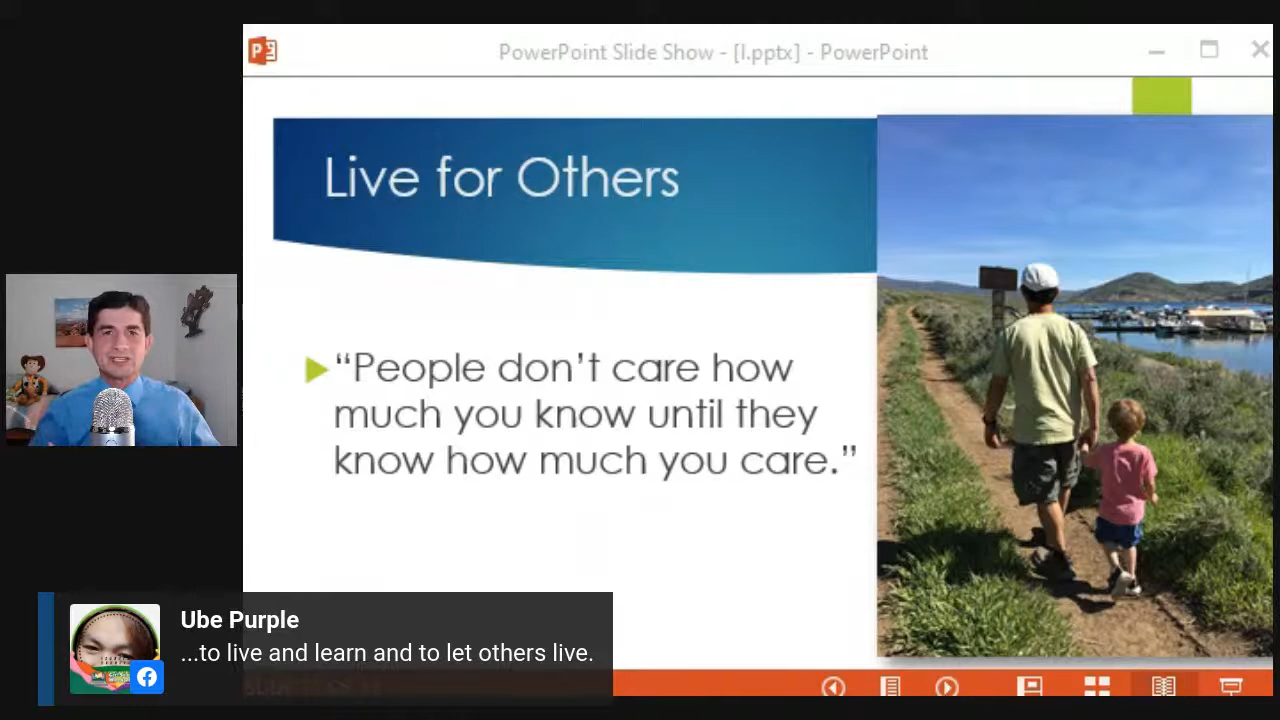 PowerPoint Slide Show - [I.pptx] - PowerPoint
Live for Others
“People don’t care how
much you know until they
know how much you care.”
Ube Purple
...to live and learn and to let others live.